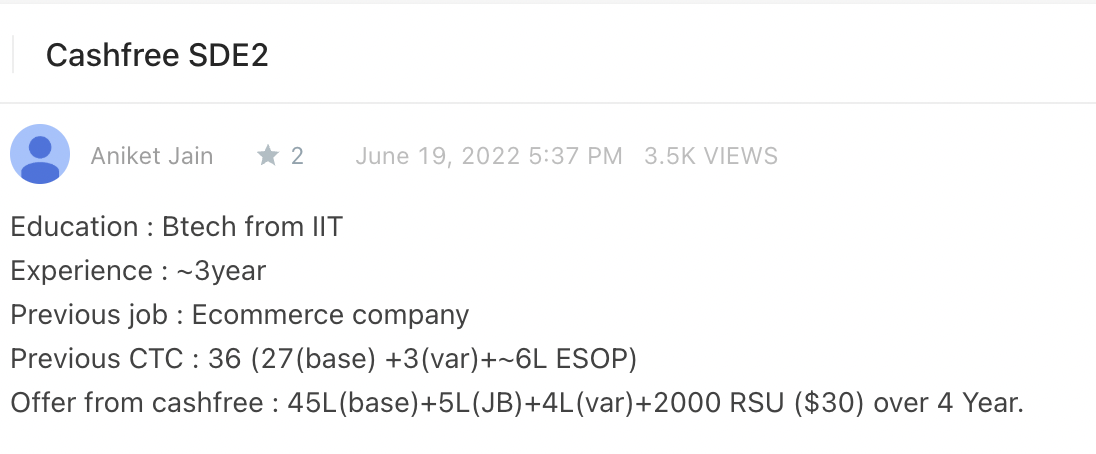 Cashfree SDE2
Aniket Jain ★ 2 June 19, 2022 5:37 PM 3.5K VIEWS
Education : Btech from IIT
Experience : ~3year
Previous job : Ecommerce company
Previous CTC : 36 (27(base) +3(var)+~6L ESOP)
Offer from cashfree : 45L(base)+5L(JB)+4L(var)+2000 RSU ($30) over 4 Year.